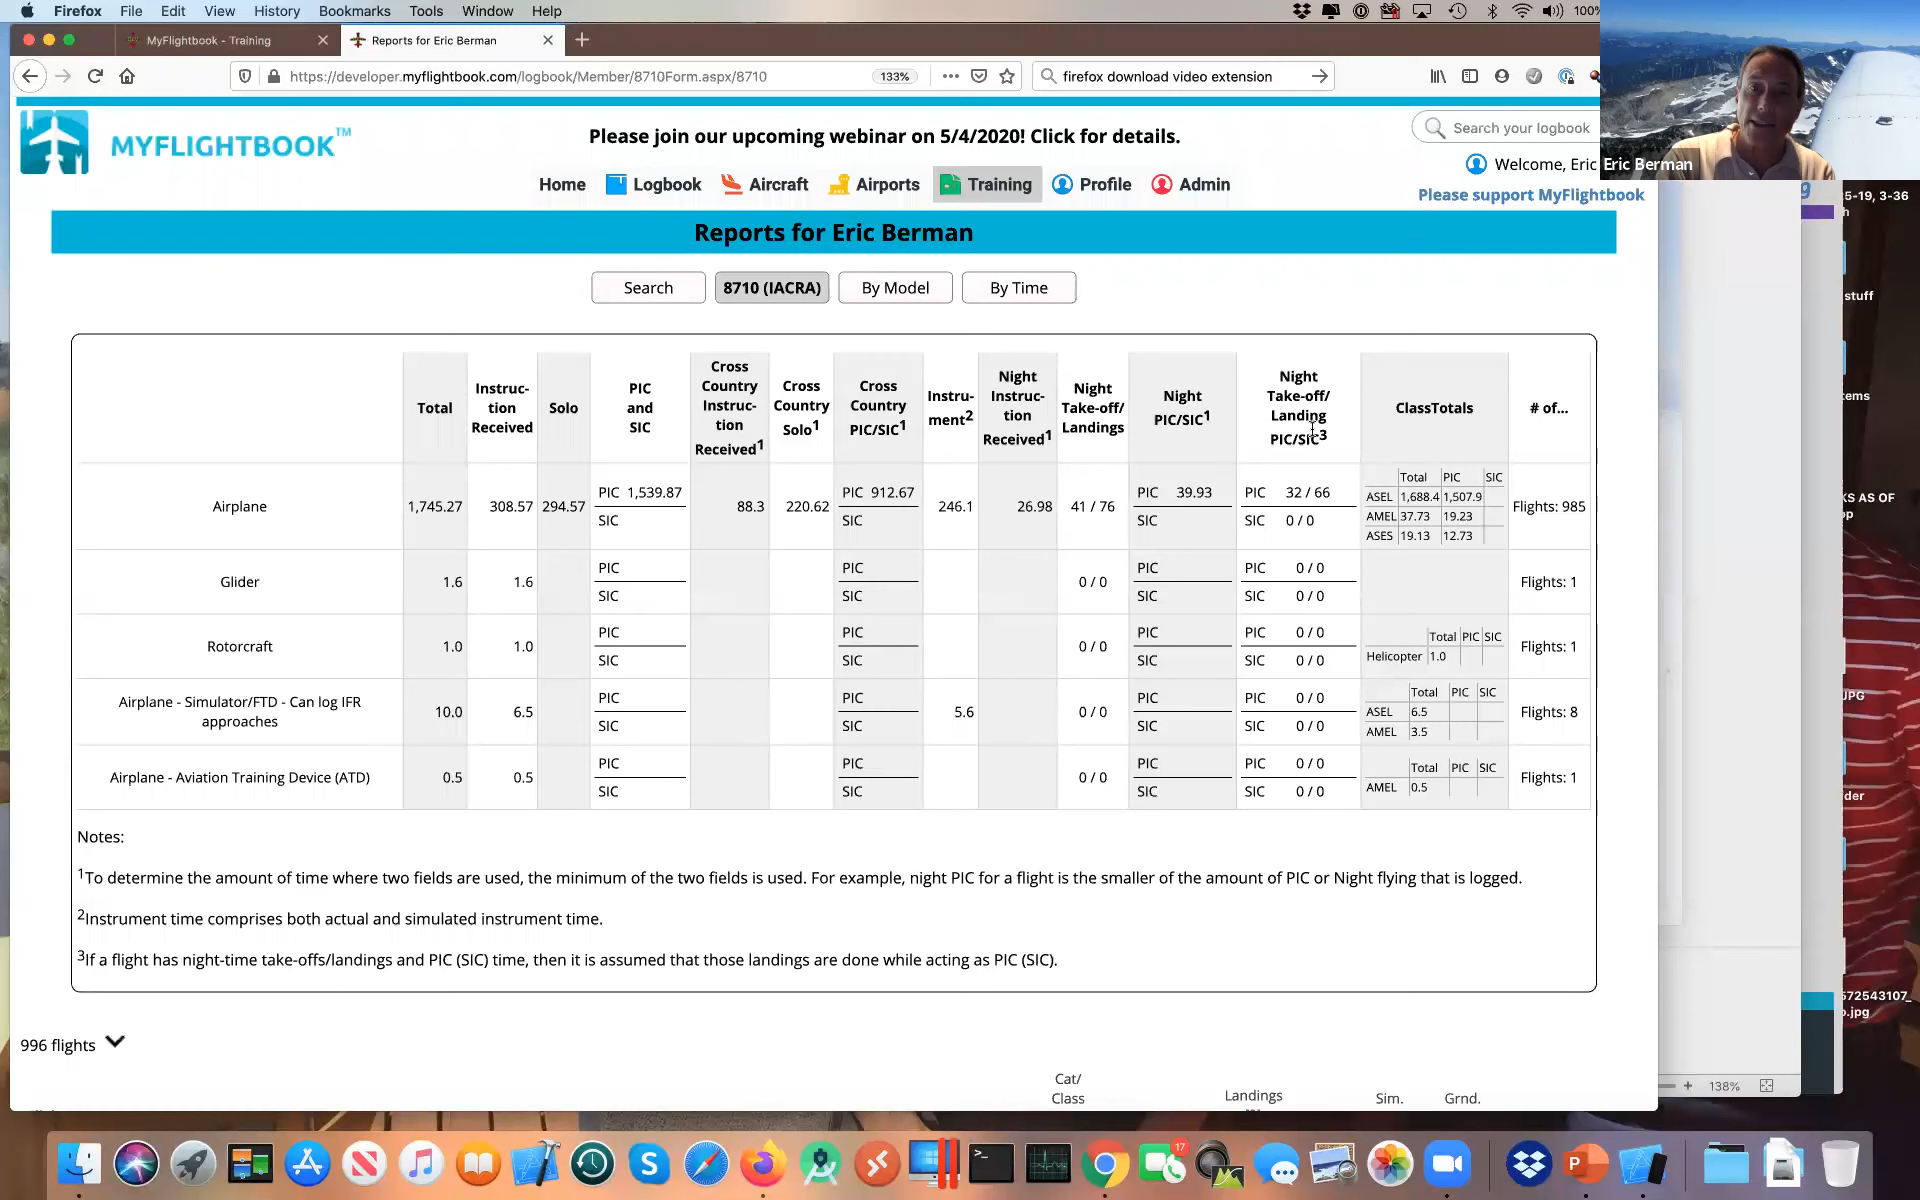 Firefox File Edit View History Bookmarks Tools Window Help 100%
MyFlightbook - Training
Reports for Eric Berman
https://developer.myflightbook.com/logbook/Member/8710Form.aspx/8710 133%
firefox download video extension
MYFLIGHTBOOK™
Please join our upcoming webinar on 5/4/2020! Click for details.
Search your logbook
Welcome, Eric
Eric Berman
Home Logbook Aircraft Airports Training Profile Admin
Please support MyFlightbook
Reports for Eric Berman
Search 8710 (IACRA) By Model By Time
Total
Instruc-
tion
Received
Solo
PIC
and
SIC
Cross
Country
Instruc-
tion
Received1
Cross
Country
Solo1
Cross
Country
PIC/SIC1
Instru-
ment2
Night
Instruc-
tion
Received1
Night
Take-off/
Landings
Night
PIC/SIC1
Night
Take-off/
Landing
PIC/SIC3
ClassTotals
# of...
Airplane 1,745.27 308.57 294.57
PIC 1,539.87
SIC
88.3 220.62
PIC 912.67
SIC
246.1 26.98 41 / 76
PIC 39.93
SIC
PIC 32 / 66
SIC 0 / 0
Total PIC SIC
ASEL 1,688.4 1,507.9
AMEL 37.73 19.23
ASES 19.13 12.73
Flights: 985
Glider 1.6 1.6
PIC
SIC
PIC
SIC
0 / 0
PIC
SIC
PIC 0 / 0
SIC 0 / 0
Flights: 1
Rotorcraft 1.0 1.0
PIC
SIC
PIC
SIC
0 / 0
PIC
SIC
PIC 0 / 0
SIC 0 / 0
Total PIC SIC
Helicopter 1.0
Flights: 1
Airplane - Simulator/FTD - Can log IFR
approaches
10.0 6.5
PIC
SIC
PIC
SIC
5.6 0 / 0
PIC
SIC
PIC 0 / 0
SIC 0 / 0
Total PIC SIC
ASEL 6.5
AMEL 3.5
Flights: 8
Airplane - Aviation Training Device (ATD) 0.5 0.5
PIC
SIC
PIC
SIC
0 / 0
PIC
SIC
PIC 0 / 0
SIC 0 / 0
Total PIC SIC
AMEL 0.5
Flights: 1
Notes:
1To determine the amount of time where two fields are used, the minimum of the two fields is used. For example, night PIC for a flight is the smaller of the amount of PIC or Night flying that is logged.
2Instrument time comprises both actual and simulated instrument time.
3If a flight has night-time take-offs/landings and PIC (SIC) time, then it is assumed that those landings are done while acting as PIC (SIC).
996 flights
Cat/
Class
Landings
Sim.
Grnd.
5-19, 3-36
stuff
tems
KS AS OF
JPG
der
572543107_
.jpg
138%
17